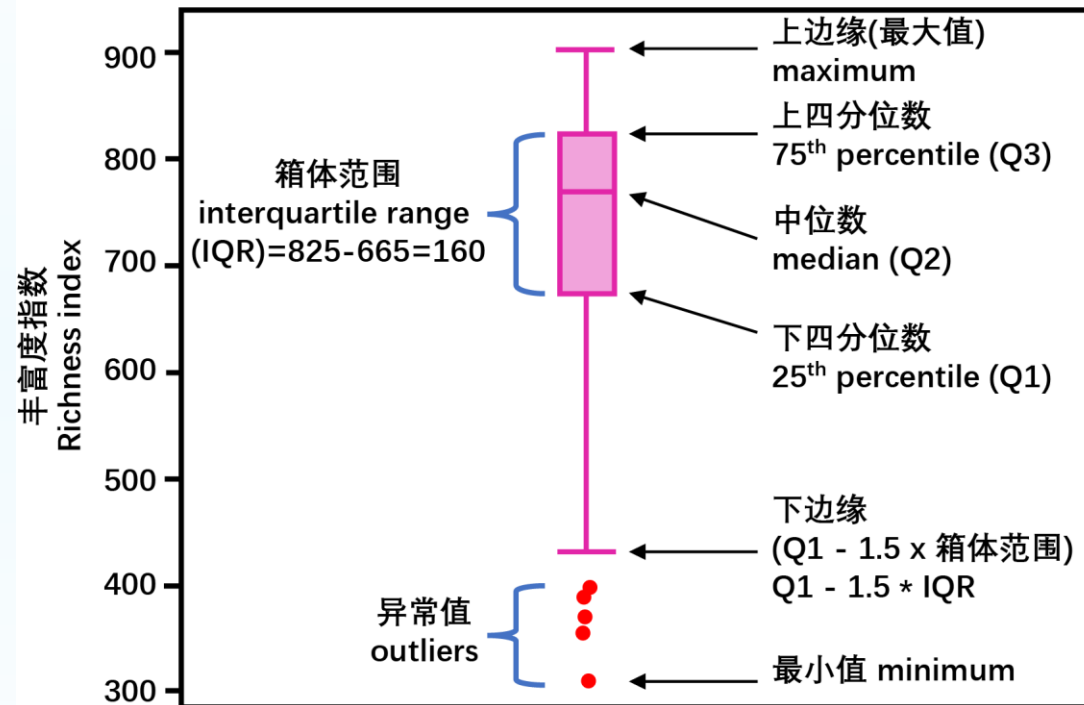 900
800
700
600
500
400
300
丰富度指数
Richness index
箱体范围
interquartile range
(IQR)=825-665=160
异常值
outliers
上边缘(最大值)
maximum
上四分位数
75th percentile (Q3)
中位数
median (Q2)
下四分位数
25th percentile (Q1)
下边缘
(Q1 - 1.5 x 箱体范围)
Q1 - 1.5 * IQR
最小值 minimum